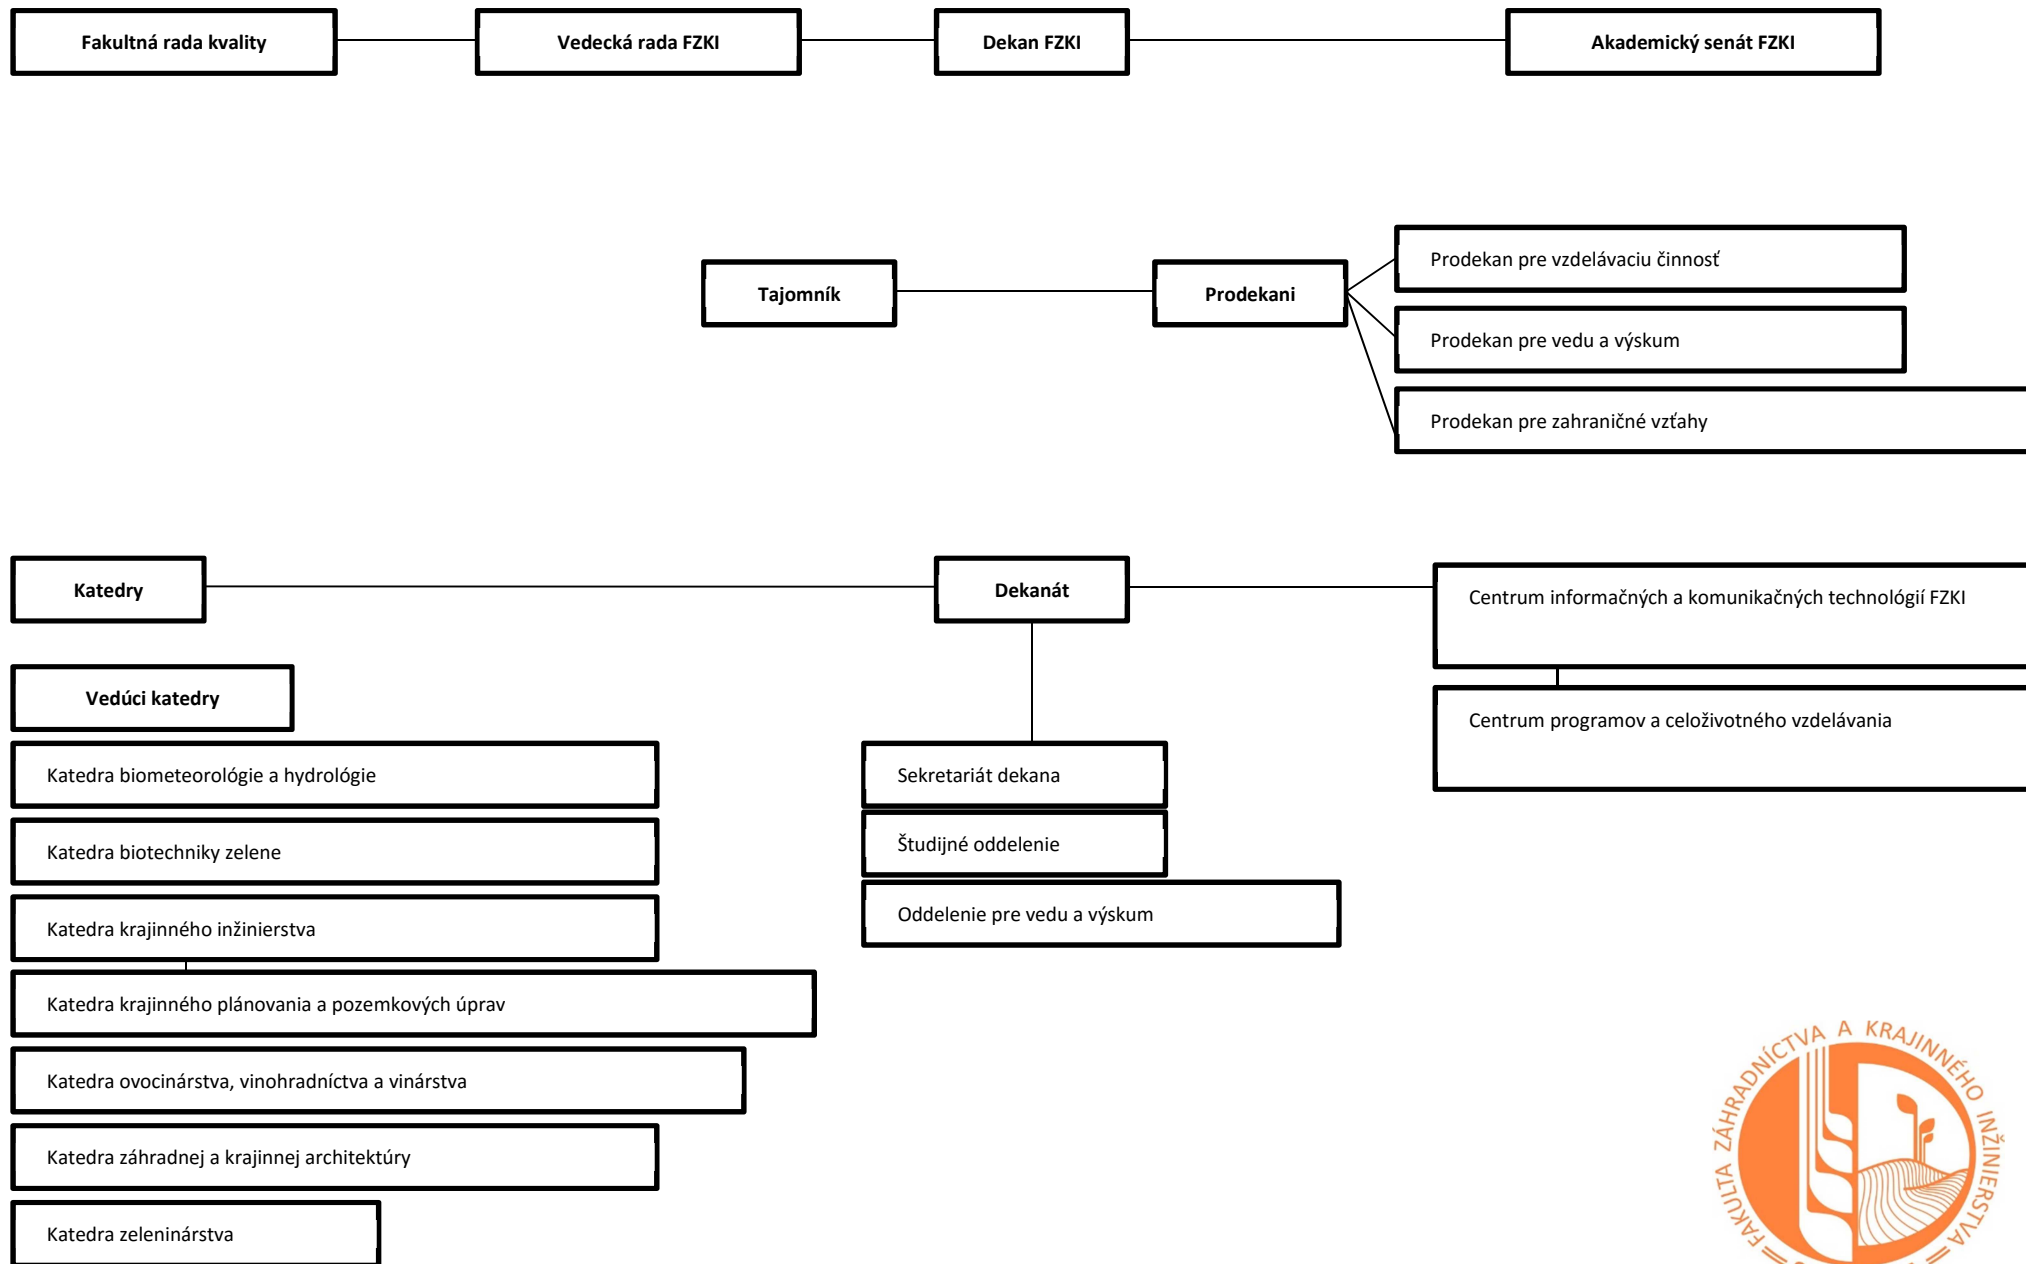 Fakultná rada kvality
Vedecká rada FZKI
Dekan FZKI
Akademický senát FZKI
Tajomník
Prodekani
Prodekan pre vzdelávaciu činnosť
Prodekan pre vedu a výskum
Prodekan pre zahraničné vzťahy
Katedry
Dekanát
Centrum informačných a komunikačných technológií FZKI
Centrum programov a celoživotného vzdelávania
Vedúci katedry
Katedra biometeorológie a hydrológie
Katedra biotechniky zelene
Katedra krajinného inžinierstva
Katedra krajinného plánovania a pozemkových úprav
Katedra ovocinárstva, vinohradníctva a vinárstva
Katedra záhradnej a krajinnej architektúry
Katedra zeleninárstva
Sekretariát dekana
Študijné oddelenie
Oddelenie pre vedu a výskum
FAKULTA ZÁHRADNÍCTVA A KRAJINNÉHO INŽINIERSTVA